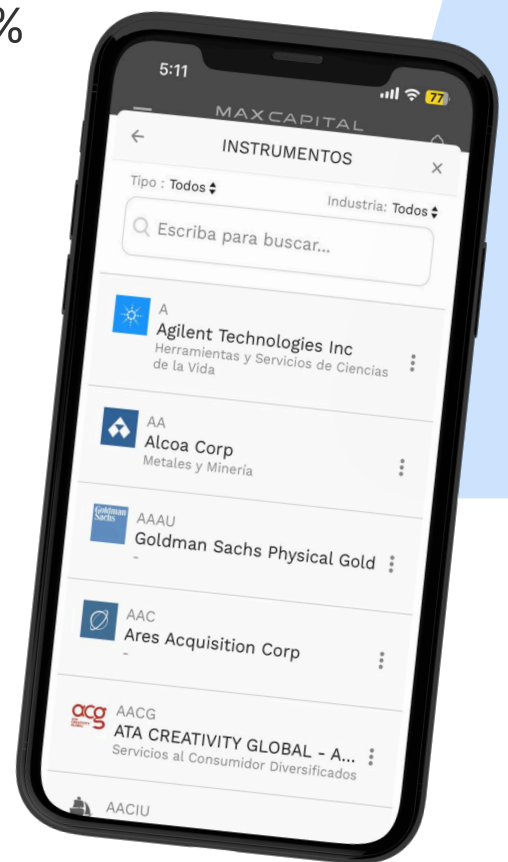 %
5:11
77
MAXCAPITAL
INSTRUMENTOS
Tipo : Todos
Industria: Todos
Escriba para buscar...
A
Agilent Technologies Inc
Herramientas y Servicios de Ciencias
de la Vida
AA
Alcoa Corp
Metales y Minería
Goldman
Sachs
AAAU
Goldman Sachs Physical Gold
-
AAC
Ares Acquisition Corp
-
acg
AACG
ATA CREATIVITY GLOBAL - A...
Servicios al Consumidor Diversificados
AACIU